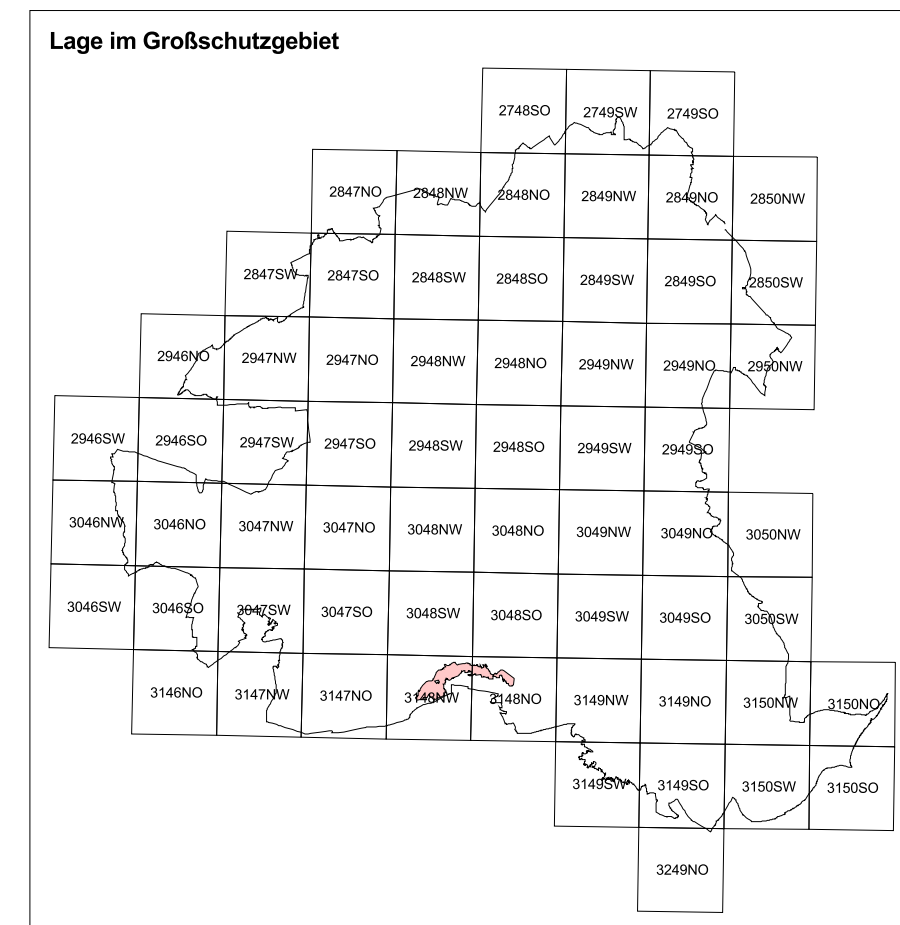 Lage im Großschutzgebiet
2748SO 2749SW 2749SO
2847NO 2848NW 2848NO 2849NW 2849NO 2850NW
2847SW 2847SO 2848SW 2848SO 2849SW 2849SO 2850SW
2946NO 2947NW 2947NO 2948NW 2948NO 2949NW 2949NO 2950NW
2946SW 2946SO 2947SW 2947SO 2948SW 2948SO 2949SW 2949SO
3046NW 3046NO 3047NW 3047NO 3048NW 3048NO 3049NW 3049NO 3050NW
3046SW 3046SO 3047SW 3047SO 3048SW 3048SO 3049SW 3049SO 3050SW
3146NO 3147NW 3147NO 3148NW 3148NO 3149NW 3149NO 3150NW 3150NO
3149SW 3149SO 3150SW 3150SO
3249NO